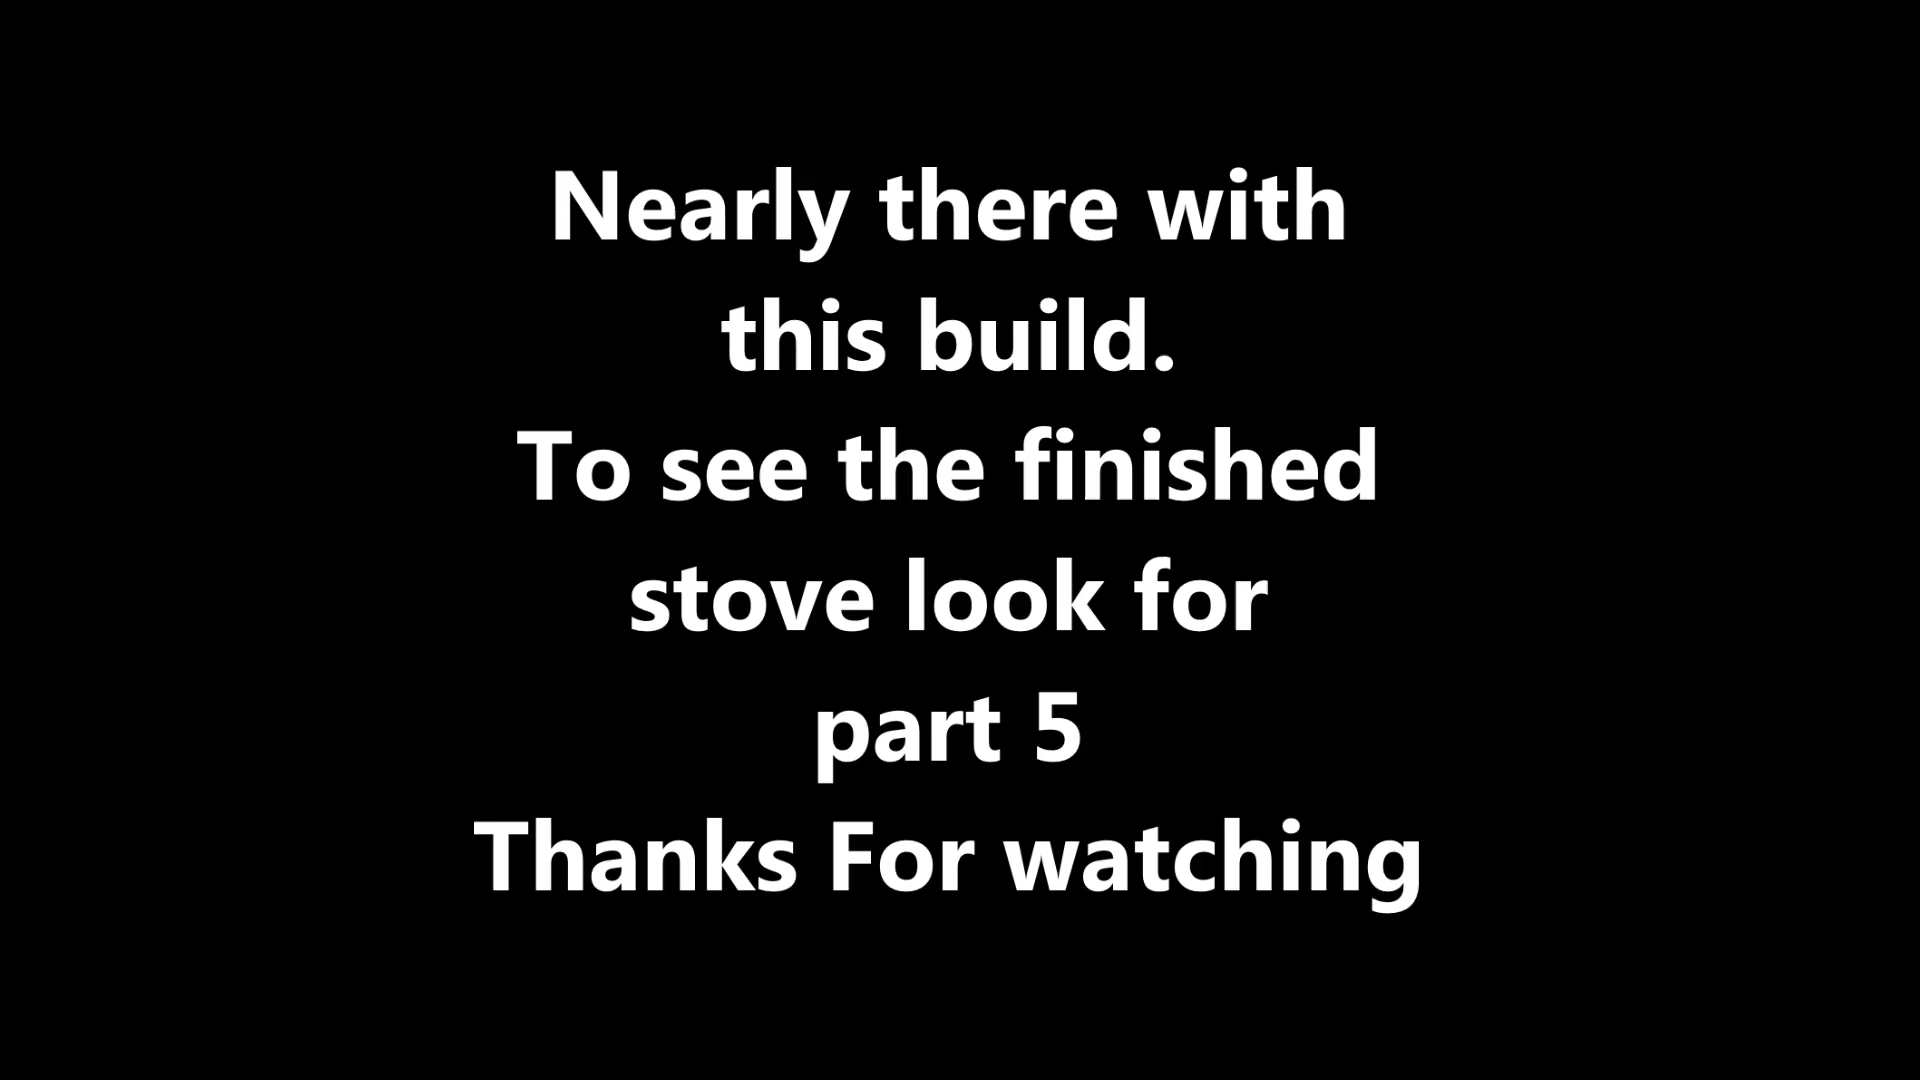 Nearly there with
this build.
To see the finished
stove look for
part 5
Thanks For watching